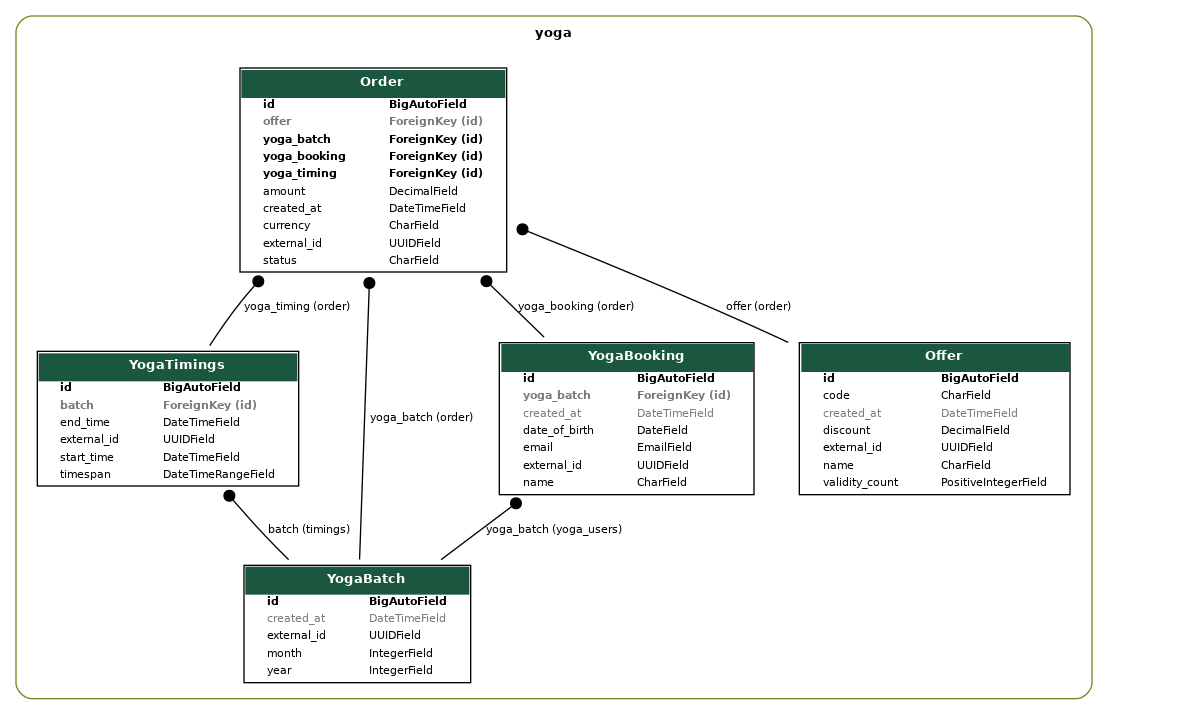 yoga
Order
id BigAutoField
offer ForeignKey (id)
yoga_batch ForeignKey (id)
yoga_booking ForeignKey (id)
yoga_timing ForeignKey (id)
amount DecimalField
created_at DateTimeField
currency CharField
external_id UUIDField
status CharField
yoga_timing (order)
yoga_booking (order)
offer (order)
YogaTimings
id BigAutoField
batch ForeignKey (id)
end_time DateTimeField
external_id UUIDField
start_time DateTimeField
timespan DateTimeRangeField
yoga_batch (order)
YogaBooking
id BigAutoField
yoga_batch ForeignKey (id)
created_at DateTimeField
date_of_birth DateField
email EmailField
external_id UUIDField
name CharField
Offer
id BigAutoField
code CharField
created_at DateTimeField
discount DecimalField
external_id UUIDField
name CharField
validity_count PositiveIntegerField
batch (timings)
yoga_batch (yoga_users)
YogaBatch
id BigAutoField
created_at DateTimeField
external_id UUIDField
month IntegerField
year IntegerField